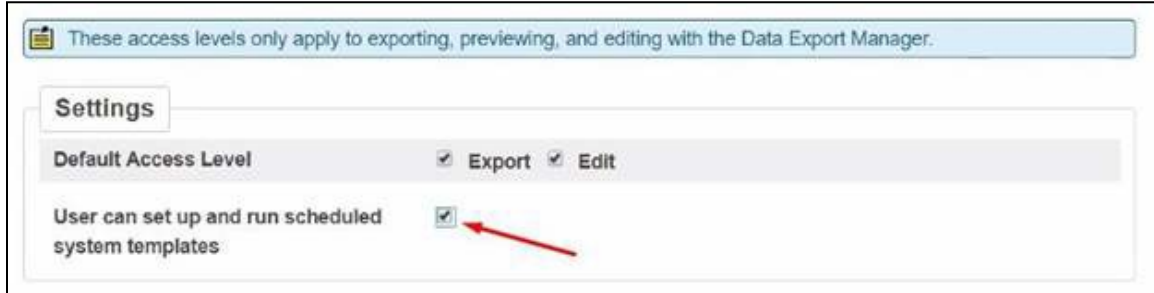 These access levels only apply to exporting, previewing, and editing with the Data Export Manager.
Settings
Default Access Level Export Edit
User can set up and run scheduled
system templates